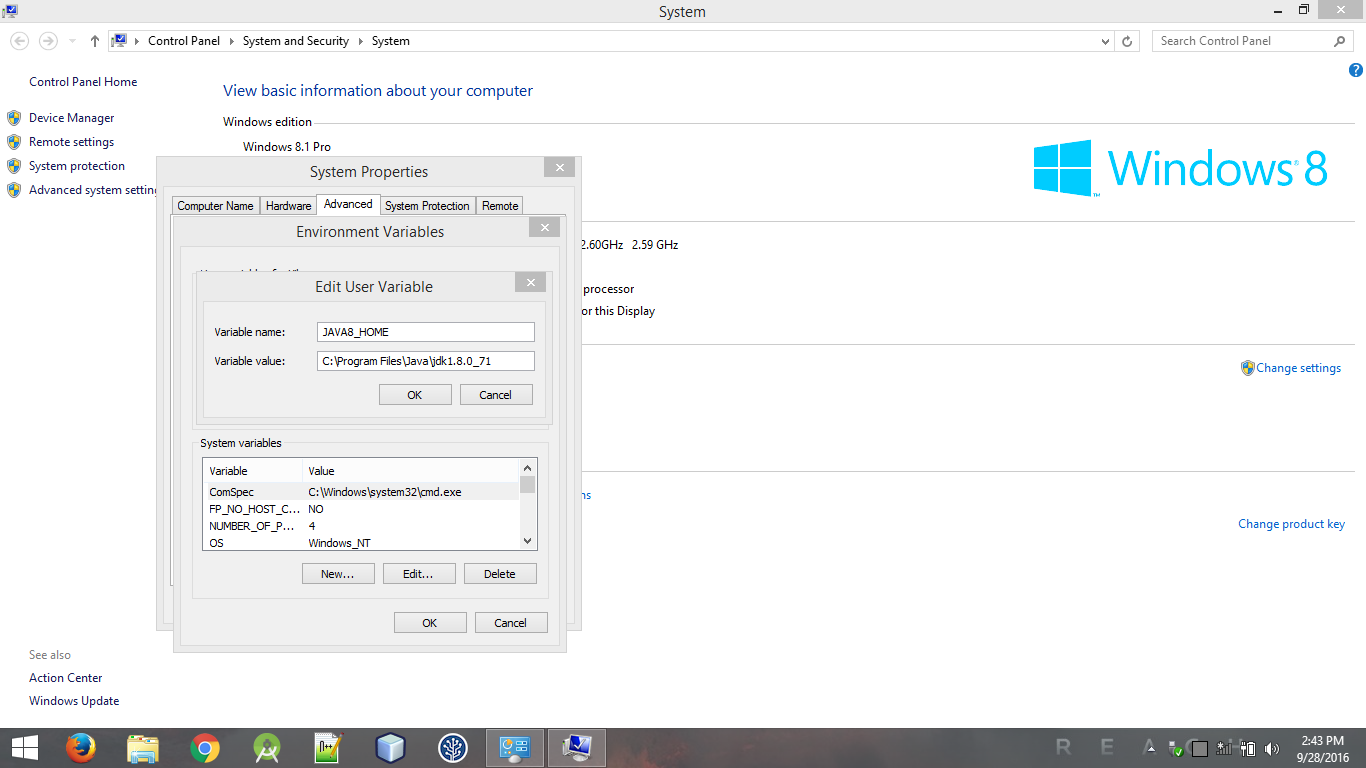 System
Control Panel
System and Security
System
Search Control Panel
Control Panel Home
Device Manager
Remote settings
System protection
Advanced system
View basic information about your computer
Windows edition
Windows 8.1 Pro
Windows 8
2.60GHz 2.59 GHz
processor
for this Display
Change settings
Change product key
System Properties
Computer Name
Hardware
Advanced
System Protection
Remote
Environment Variables
Edit User Variable
Variable name:
JAVA8_HOME
Variable value:
C:\Program Files\Java\jdk1.8.0_71
OK
Cancel
System variables
Variable Value
ComSpec C:\Windows\system32\cmd.exe
FP_NO_HOST_C... NO
NUMBER_OF_P... 4
OS Windows_NT
New...
Edit...
Delete
OK
Cancel
See also
Action Center
Windows Update
N++
R E A C H
2:43 PM
9/28/2016